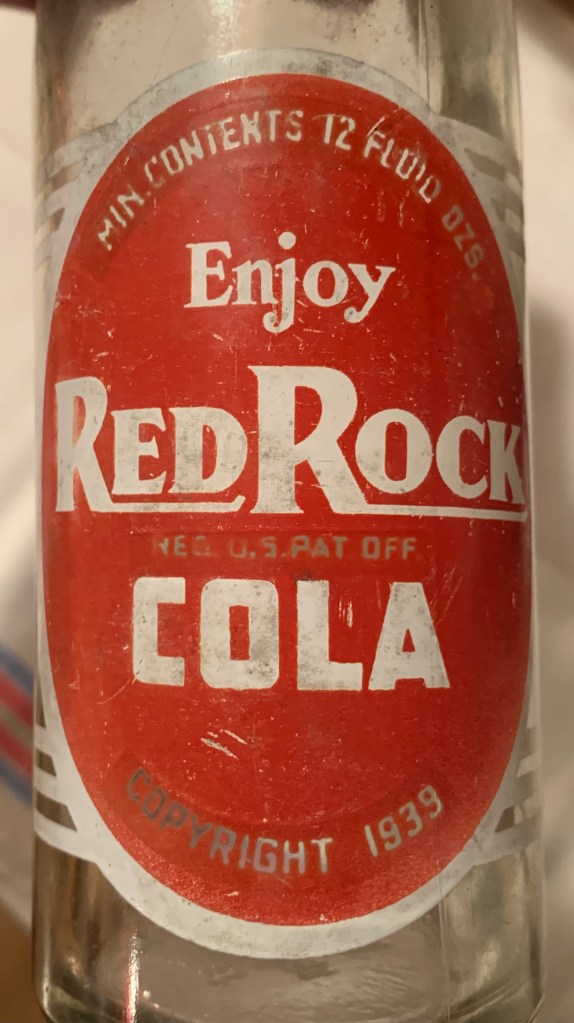 MIN. CONTENTS 12 FLUID OZS.
Enjoy
RED ROCK
REG. U.S. PAT OFF.
COLA
COPYRIGHT 1939